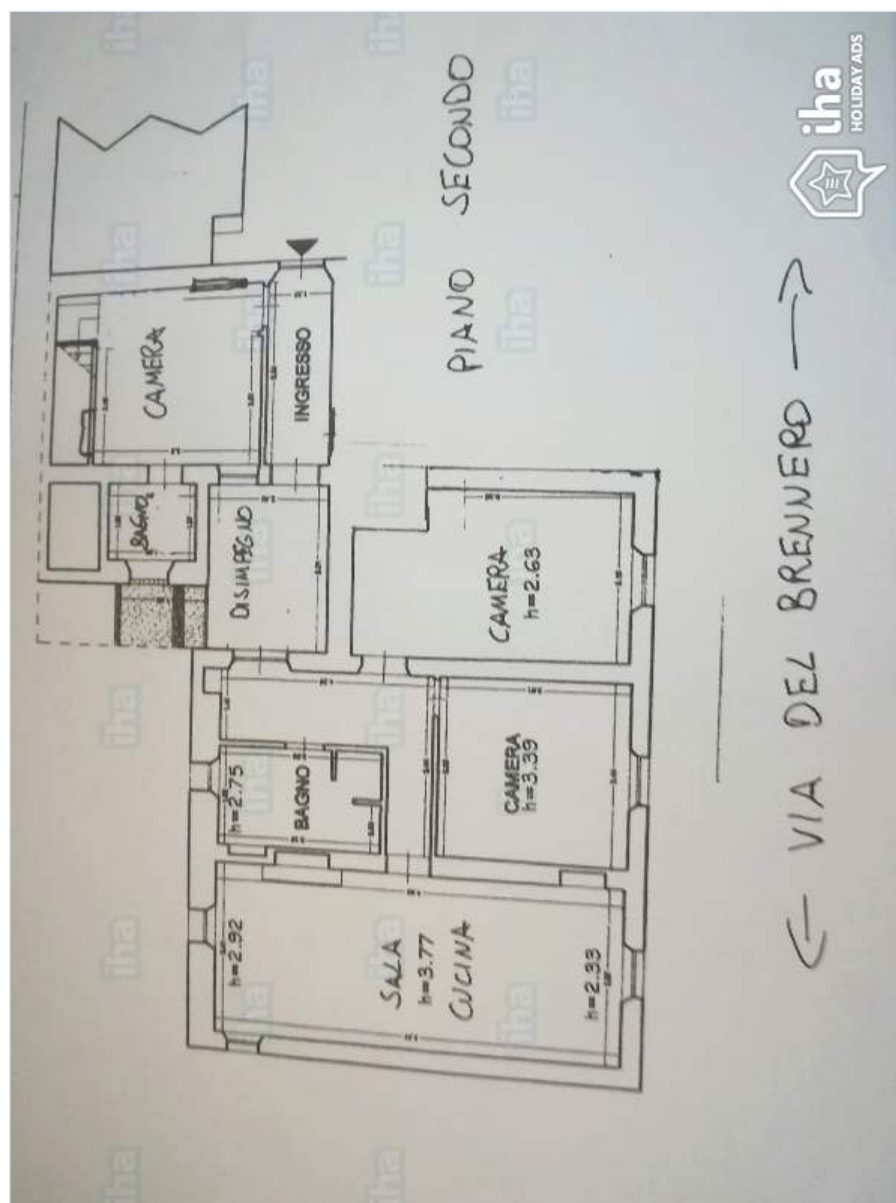 iha
HOLIDAY ADS
PIANO SECONDO
CAMERA
INGRESSO
BAGNO
DISIMPEGNO
CAMERA
h=2.63
CAMERA
h=3.39
h=2.75
BAGNO
h=2.92
SALA
h=3.77
CUCINA
h=2.33
← VIA DEL BRENNERO →